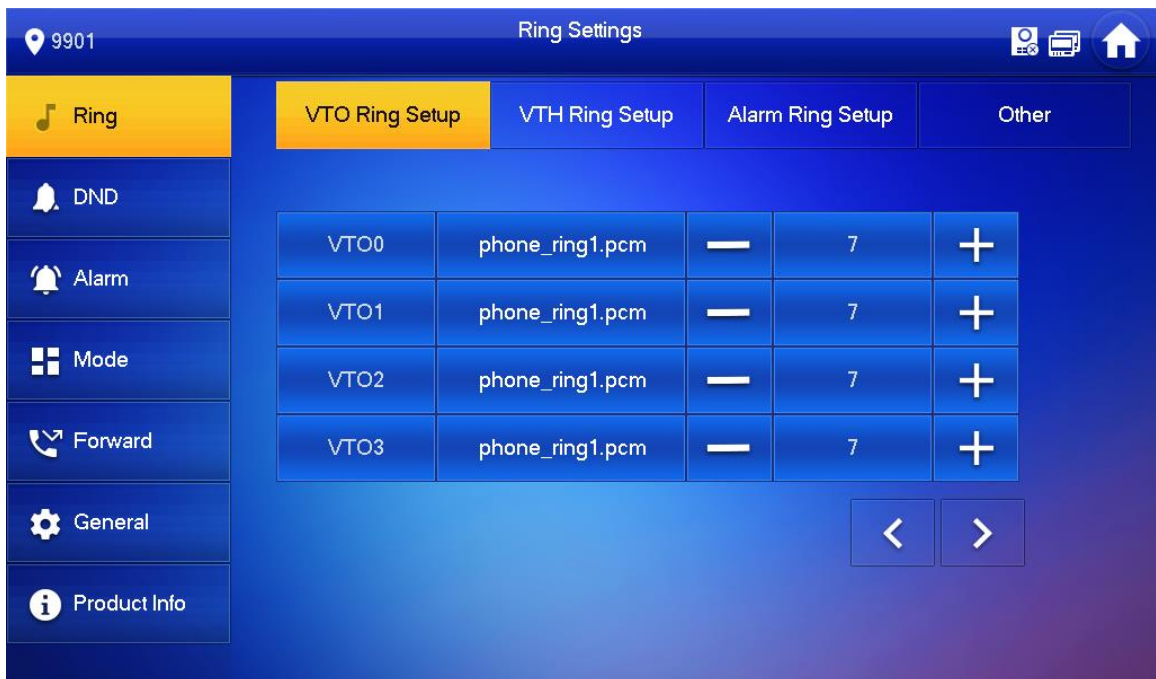 9901
Ring Settings
Ring
DND
Alarm
Mode
Forward
General
Product Info
VTO Ring Setup VTH Ring Setup Alarm Ring Setup Other
VTO0 phone_ring1.pcm 7
VTO1 phone_ring1.pcm 7
VTO2 phone_ring1.pcm 7
VTO3 phone_ring1.pcm 7